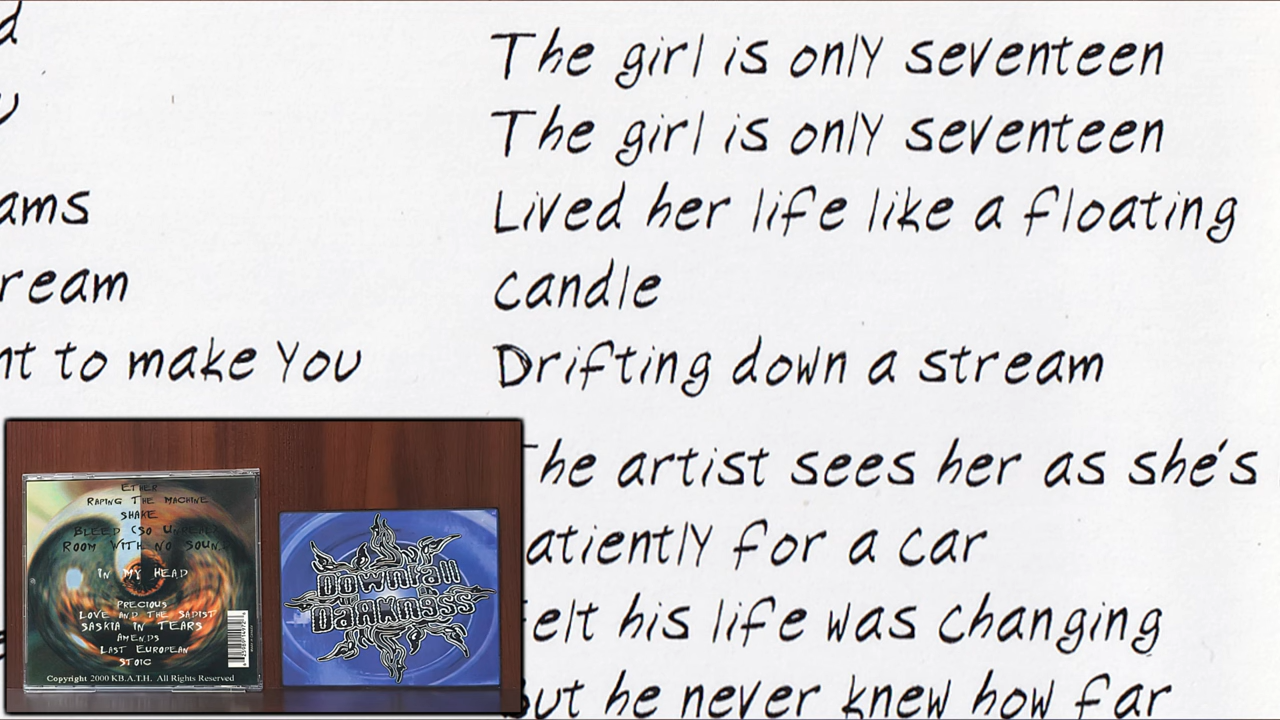 d
U
ams
ream
nt to make You
The girl is only seventeen
The girl is only seventeen
Lived her life like a floating
candle
Drifting down a stream
The artist sees her as she's
atiently for a car
elt his life was changing
But he never knew how far
ETHER
RAPING THE MACHINE
SHAKE
BLEED (SO UNREAL)
ROOM WITH NO SOUND
IN MY HEAD
PRECIOUS
LOVE AND THE SADIST
SASKIA IN TEARS
AMENDS
LAST EUROPEAN
STOIC
Copyright 2000 KB.A.T.H. All Rights Reserved
Downfall
Darkness